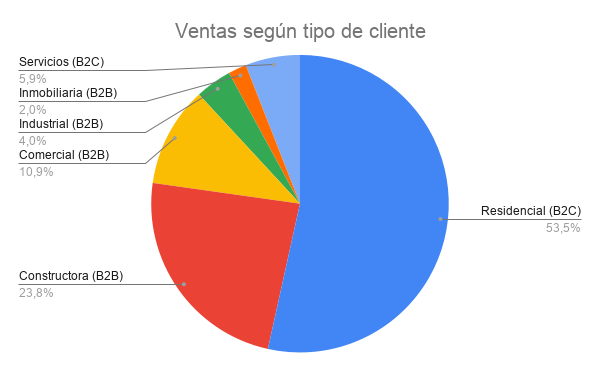 Ventas según tipo de cliente
Servicios (B2C)
5,9%
Inmobiliaria (B2B)
2,0%
Industrial (B2B)
4,0%
Comercial (B2B)
10,9%
Residencial (B2C)
53,5%
Constructora (B2B)
23,8%